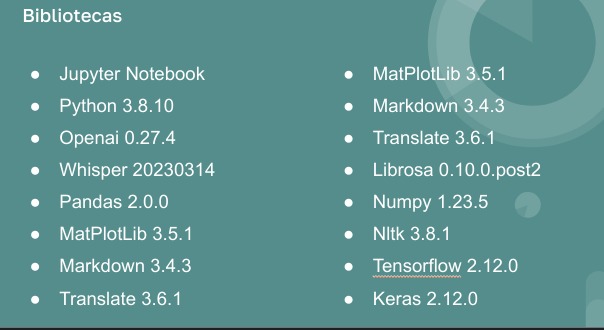 Bibliotecas
● Jupyter Notebook
● Python 3.8.10
● Openai 0.27.4
● Whisper 20230314
● Pandas 2.0.0
● MatPlotLib 3.5.1
● Markdown 3.4.3
● Translate 3.6.1
● MatPlotLib 3.5.1
● Markdown 3.4.3
● Translate 3.6.1
● Librosa 0.10.0.post2
● Numpy 1.23.5
● Nltk 3.8.1
● Tensorflow 2.12.0
● Keras 2.12.0